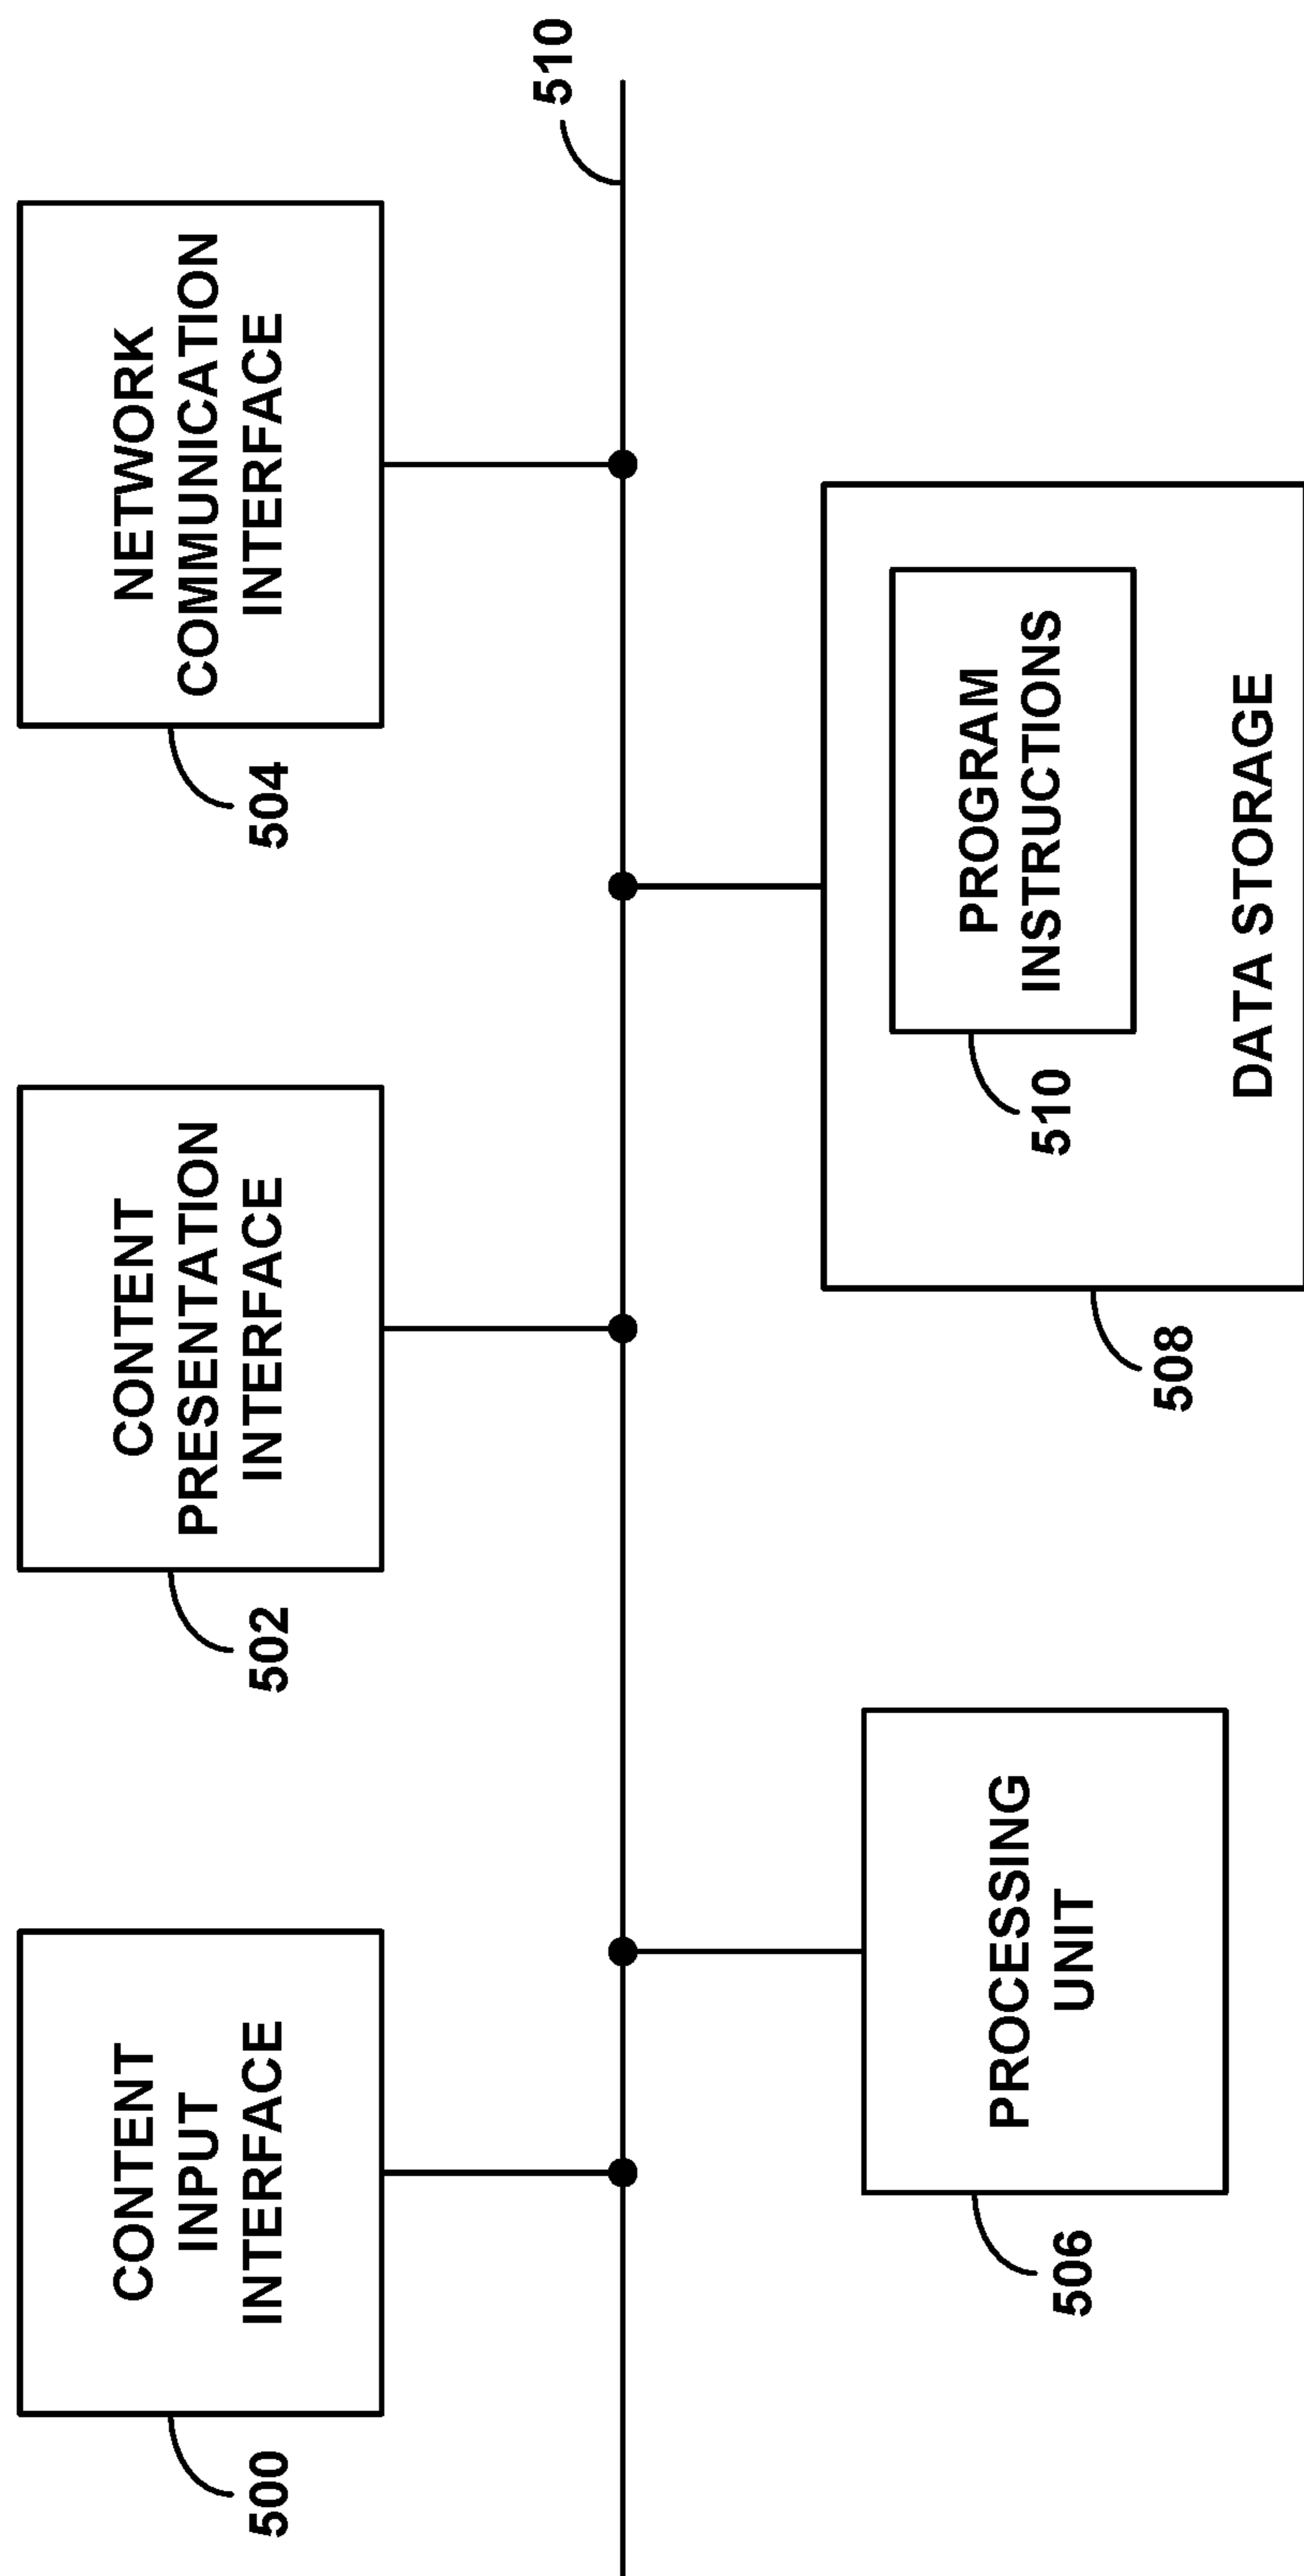 CONTENT
INPUT
INTERFACE
500
CONTENT
PRESENTATION
INTERFACE
502
NETWORK
COMMUNICATION
INTERFACE
504
510
PROCESSING
UNIT
506
PROGRAM
INSTRUCTIONS
510
DATA STORAGE
508